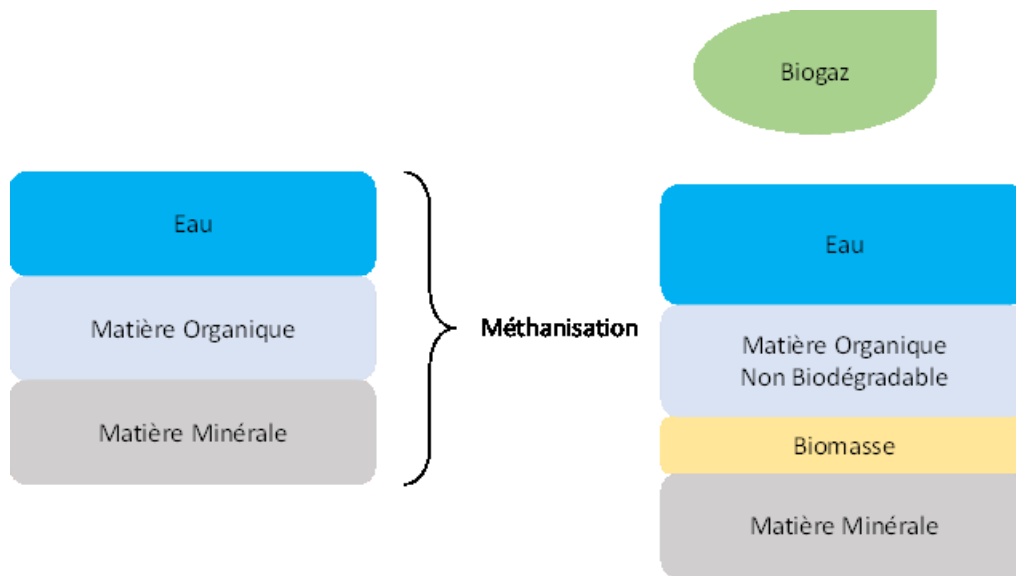 Biogaz
Eau
Matière Organique
Matière Minérale
Méthanisation
Eau
Matière Organique
Non Biodégradable
Biomasse
Matière Minérale